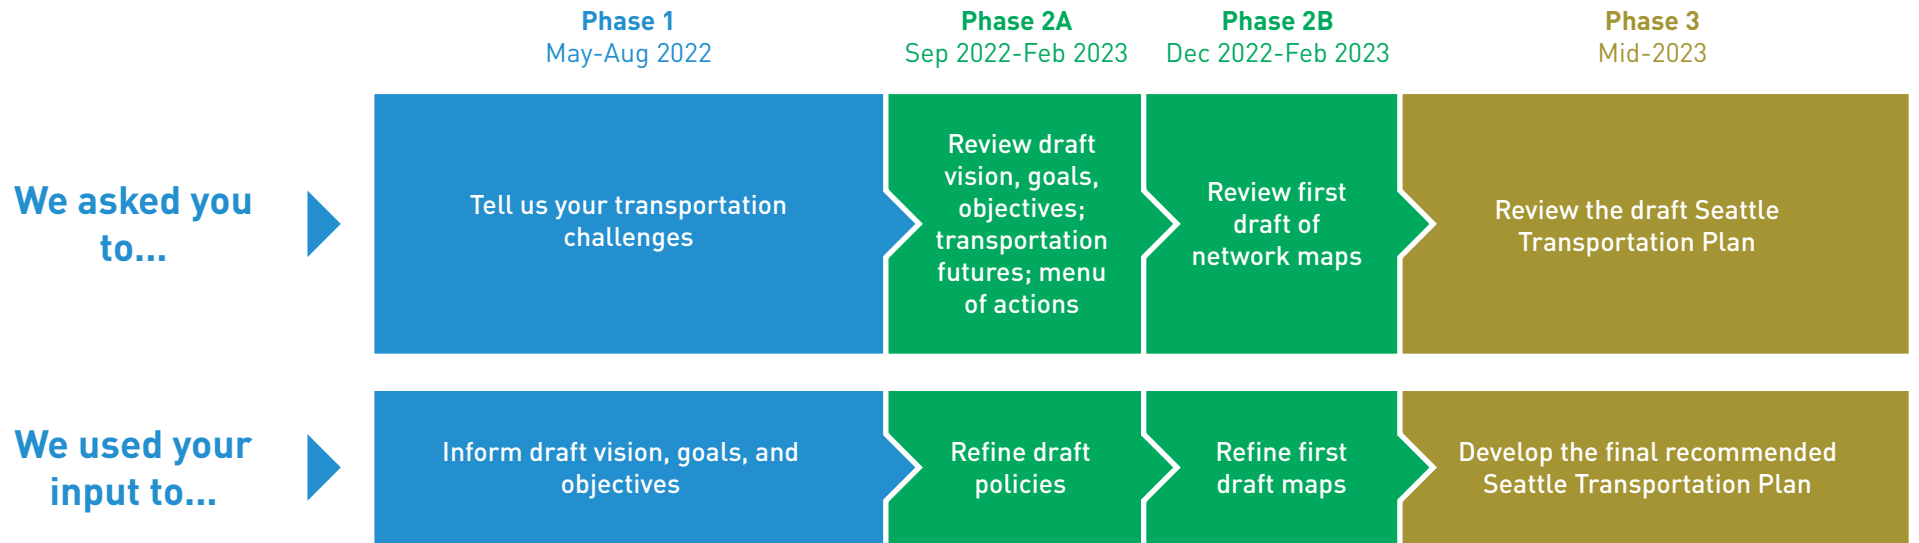 Phase 1
May-Aug 2022
Phase 2A
Sep 2022-Feb 2023
Phase 2B
Dec 2022-Feb 2023
Phase 3
Mid-2023
We asked you
to...
Tell us your transportation
challenges
Review draft
vision, goals,
objectives;
transportation
futures; menu
of actions
Review first
draft of
network maps
Review the draft Seattle
Transportation Plan
We used your
input to...
Inform draft vision, goals, and
objectives
Refine draft
policies
Refine first
draft maps
Develop the final recommended
Seattle Transportation Plan